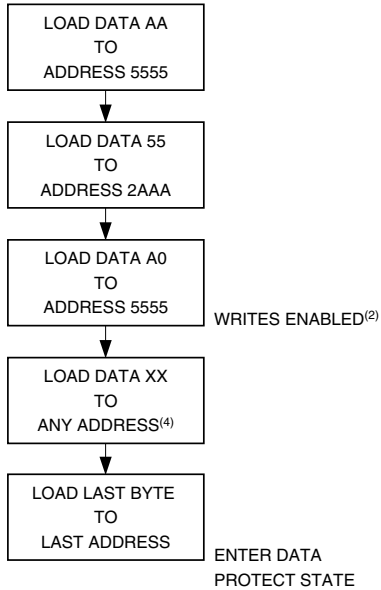 LOAD DATA AA
TO
ADDRESS 5555
LOAD DATA 55
TO
ADDRESS 2AAA
LOAD DATA A0
TO
ADDRESS 5555
WRITES ENABLED(2)
LOAD DATA XX
TO
ANY ADDRESS(4)
LOAD LAST BYTE
TO
LAST ADDRESS
ENTER DATA
PROTECT STATE